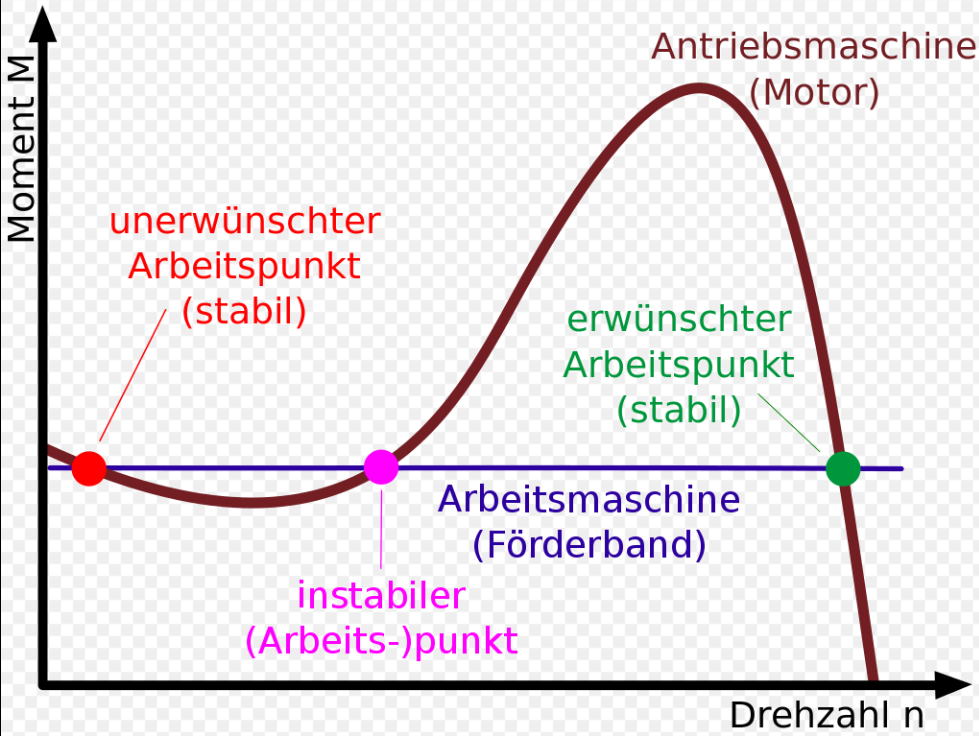 Antriebsmaschine
(Motor)
Moment M
unerwünschter
Arbeitspunkt
(stabil)
erwünschter
Arbeitspunkt
(stabil)
Arbeitsmaschine
(Förderband)
instabiler
(Arbeits-)punkt
Drehzahl n